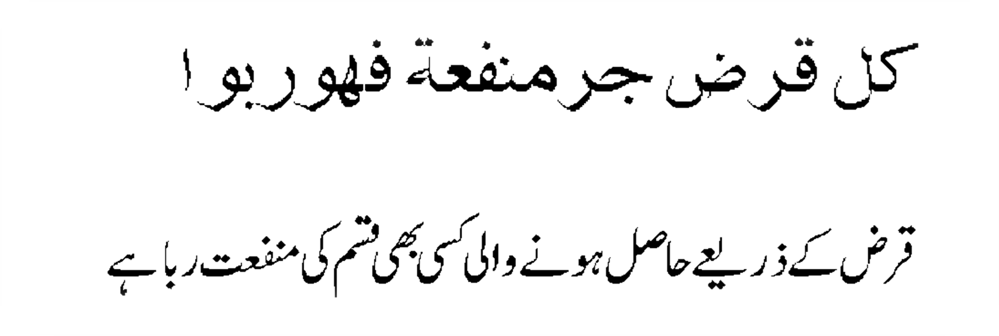 كل قرض جر منفعة فهو ربوا
قرض کے ذریعے حاصل ہونے والی کسی بھی قسم کی منفعت ربا ہے